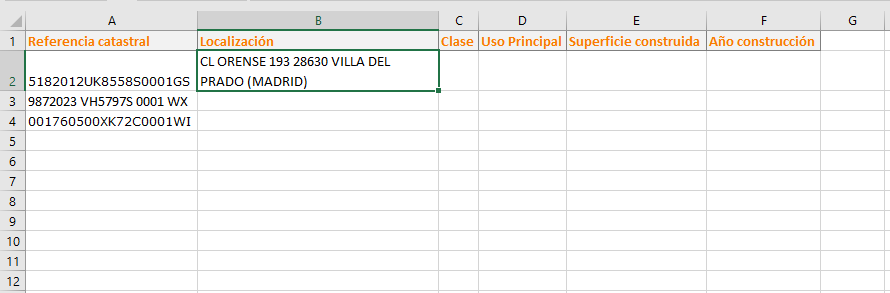 A B C D E F G
1 Referencia catastral Localización Clase Uso Principal Superficie construida Año construcción
CL ORENSE 193 28630 VILLA DEL
2 5182012UK8558S0001GS PRADO (MADRID)
3 9872023 VH5797S 0001 WX
4 001760500XK72C0001WI
5
6
7
8
9
10
11
12